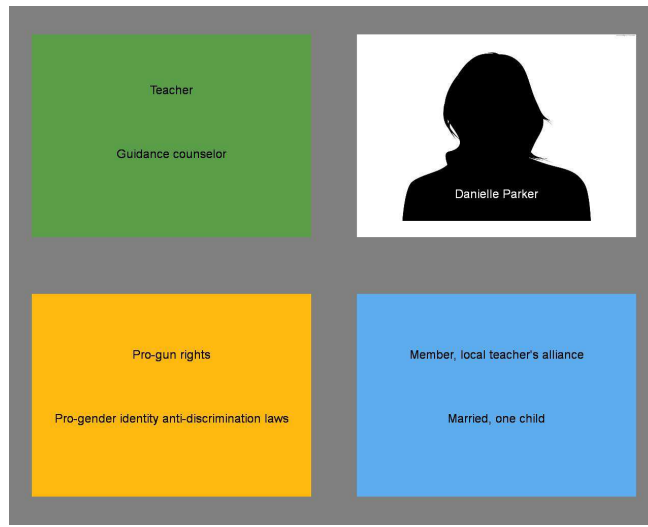 Teacher
Guidance counselor
Danielle Parker
Pro-gun rights
Pro-gender identity anti-discrimination laws
Member, local teacher's alliance
Married, one child